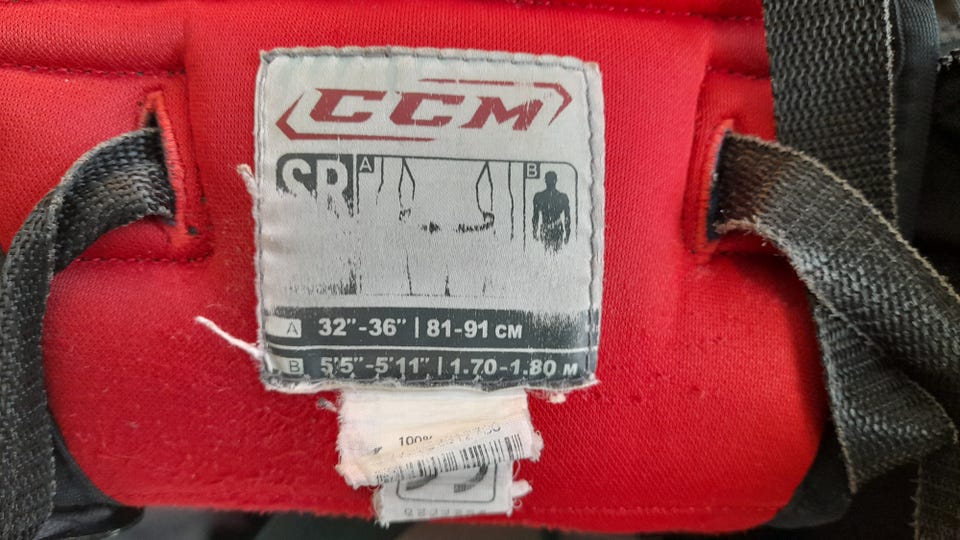 CCM
SR A B
A 32"-36" | 81-91 CM
B 5'5"-5'11" | 1.70-1.80 M
100%